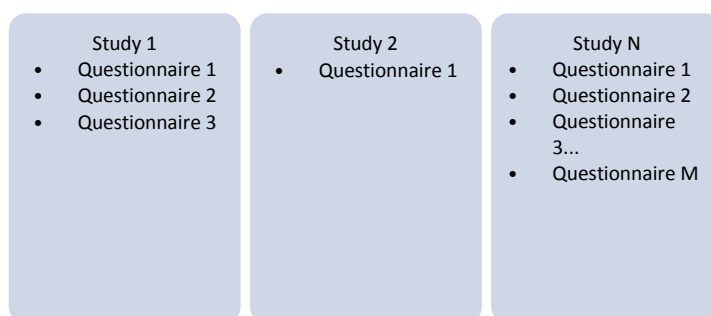 Study 1
• Questionnaire 1
• Questionnaire 2
• Questionnaire 3
Study 2
• Questionnaire 1
Study N
• Questionnaire 1
• Questionnaire 2
• Questionnaire
3...
• Questionnaire M